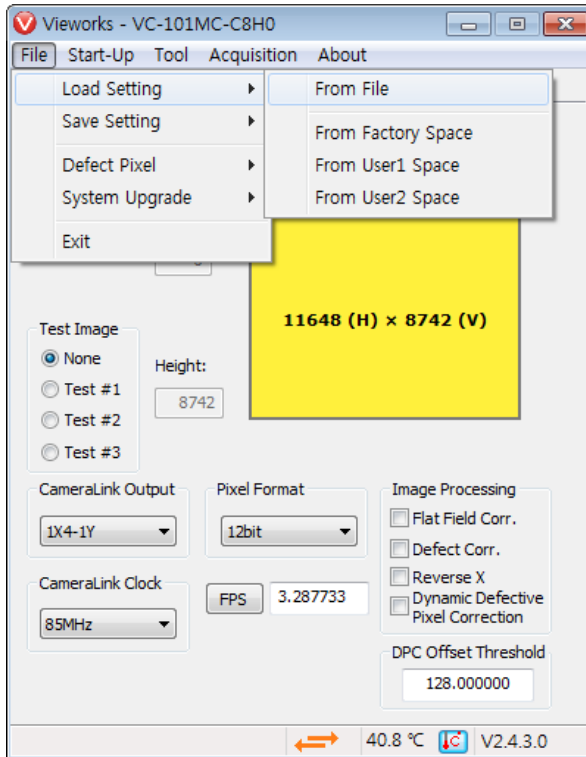 Vieworks - VC-101MC-C8H0
File Start-Up Tool Acquisition About
Load Setting
From File
Save Setting
From Factory Space
Defect Pixel
From User1 Space
System Upgrade
From User2 Space
Exit
11648 (H) × 8742 (V)
Test Image
None
Test #1
Test #2
Test #3
Height:
8742
CameraLink Output
1X4-1Y
Pixel Format
12bit
Image Processing
Flat Field Corr.
Defect Corr.
Reverse X
Dynamic Defective
Pixel Correction
CameraLink Clock
85MHz
FPS
3.287733
DPC Offset Threshold
128.000000
40.8 ℃
V2.4.3.0